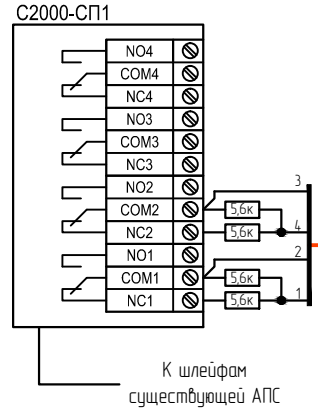 С2000-СП1
NO4
COM4
NC4
NO3
COM3
NC3
NO2
COM2
NC2
NO1
COM1
NC1
3
5,6к
4
5,6к
2
5,6к
1
5,6к
К шлейфам
существующей АПС